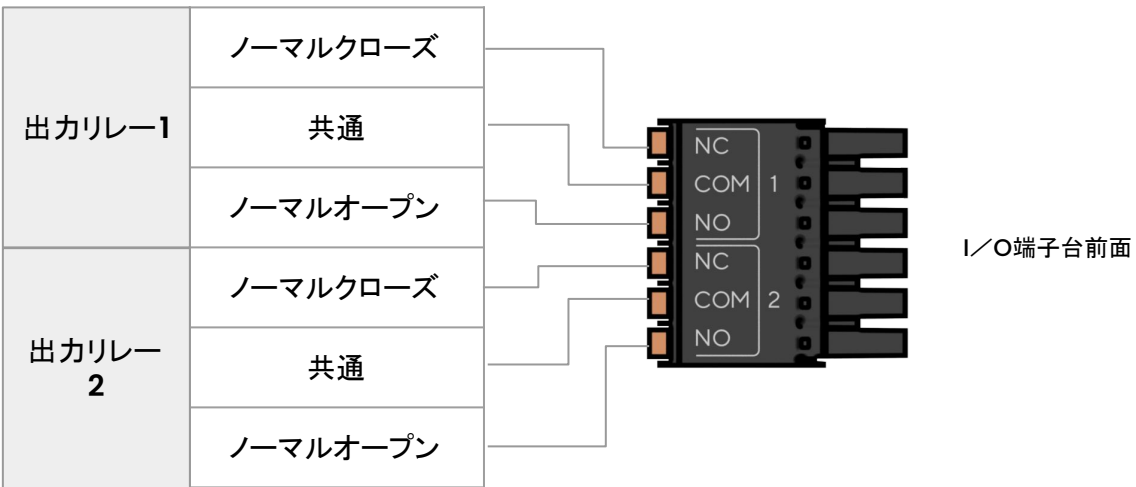 出力リレー1
ノーマルクローズ
共通
ノーマルオープン
出力リレー
2
ノーマルクローズ
共通
ノーマルオープン
NC
COM 1
NO
NC
COM 2
NO
I／O端子台前面